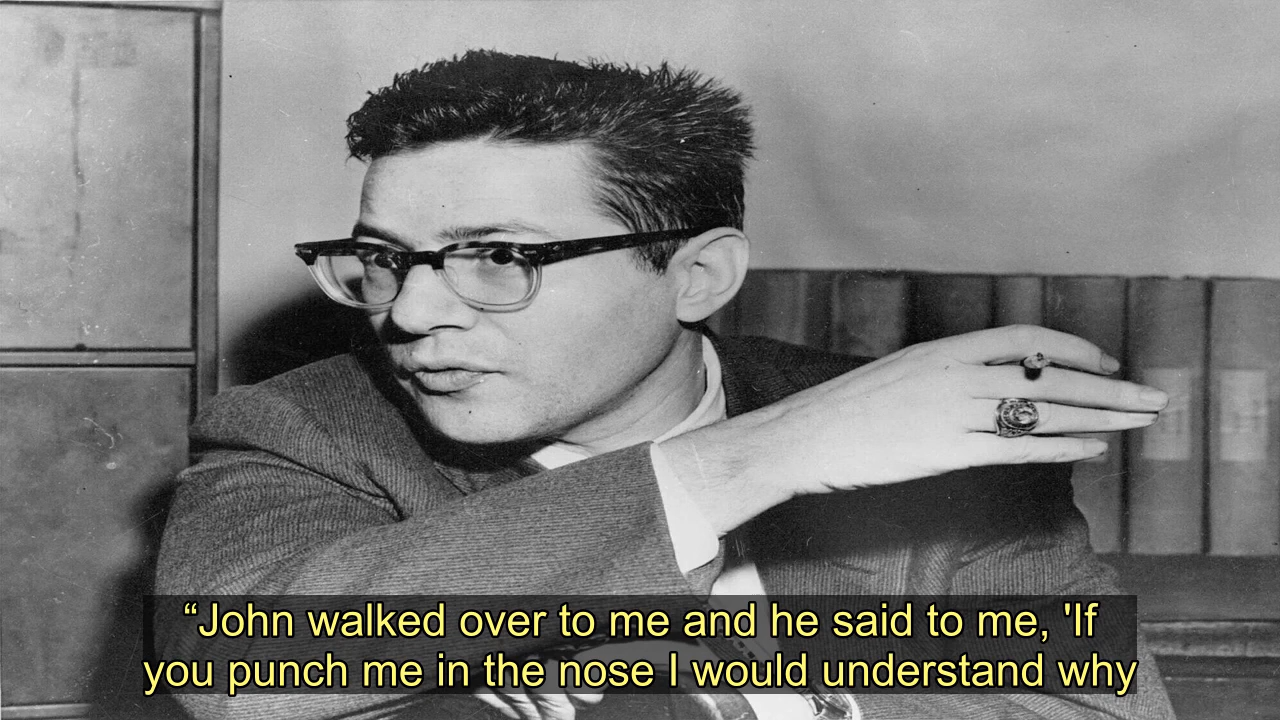 “John walked over to me and he said to me, 'If
you punch me in the nose I would understand why